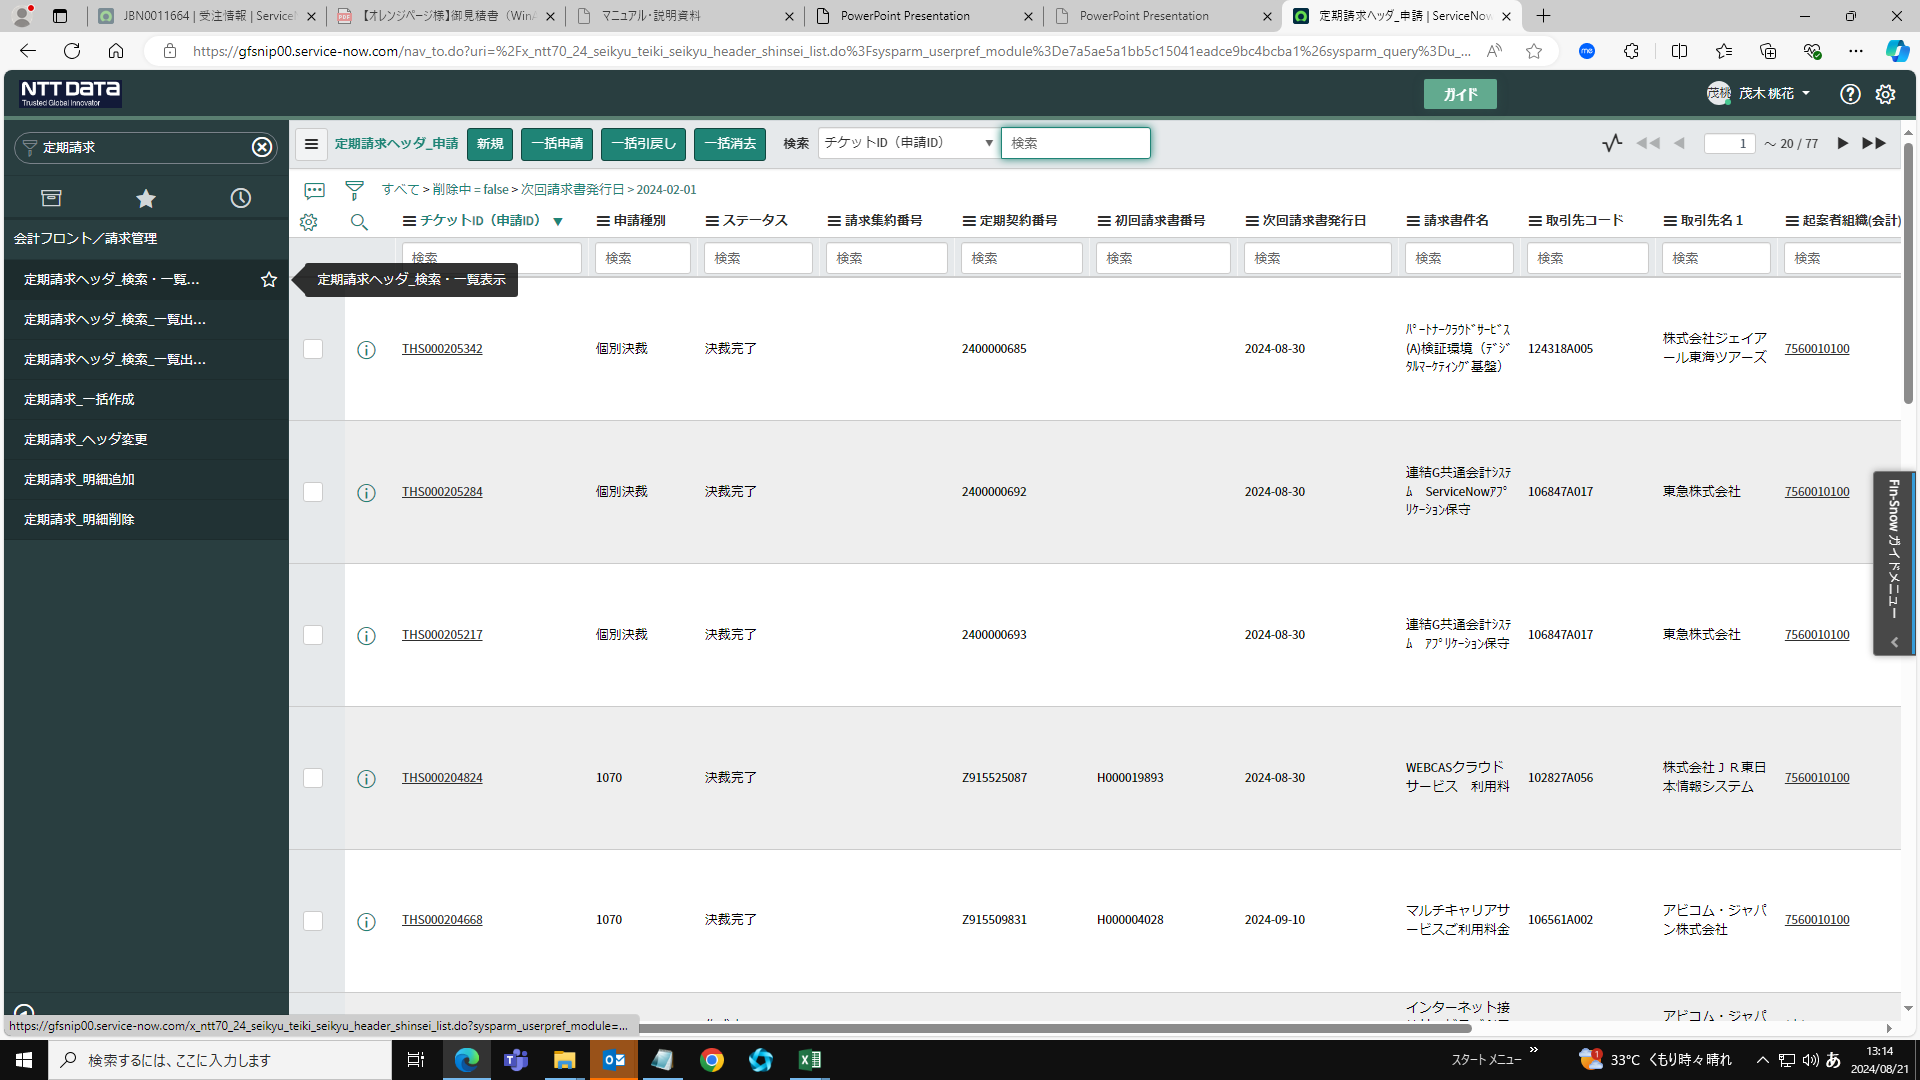 JBN0011664 | 受注情報 | ServiceN
【オレンジページ様】御見積書（WinA
マニュアル・説明資料
PowerPoint Presentation
PowerPoint Presentation
定期請求ヘッダ_申請 | ServiceNow
https://gfsnip00.service-now.com/nav_to.do?uri=%2Fx_ntt70_24_seikyu_teiki_seikyu_header_shinsei_list.do%3Fsysparm_userpref_module%3De7a5ae5a1bb5c15041eadce9bc4bcba1%26sysparm_query%3Du_...
NTT DATA
Trusted Global Innovator
ガイド
茂桃
茂木 桃花
定期請求
定期請求ヘッダ_申請
新規
一括申請
一括引戻し
一括消去
検索
チケットID（申請ID）
検索
1
～ 20 / 77
すべて > 削除中 = false > 次回請求書発行日 > 2024-02-01
チケットID（申請ID） ▼
申請種別
ステータス
請求集約番号
定期契約番号
初回請求書番号
次回請求書発行日
請求書件名
取引先コード
取引先名１
起案者組織(会計)
検索
検索
検索
検索
検索
検索
検索
検索
検索
検索
検索
会計フロント／請求管理
定期請求ヘッダ_検索・一覧...
定期請求ヘッダ_検索・一覧表示
定期請求ヘッダ_検索_一覧出...
定期請求ヘッダ_検索_一覧出...
定期請求_一括作成
定期請求_ヘッダ変更
定期請求_明細追加
定期請求_明細削除
THS000205342
個別決裁
決裁完了
2400000685
2024-08-30
ﾊﾟｰﾄﾅｰｸﾗｳﾄﾞｻｰﾋﾞｽ
(A)検証環境（ﾃﾞｼﾞ
ﾀﾙﾏｰｹﾃｨﾝｸﾞ基盤）
124318A005
株式会社ジェイア
ール東海ツアーズ
7560010100
THS000205284
個別決裁
決裁完了
2400000692
2024-08-30
連結G共通会計ｼｽﾃ
ﾑ　ServiceNowｱﾌﾟ
ﾘｹｰｼｮﾝ保守
106847A017
東急株式会社
7560010100
THS000205217
個別決裁
決裁完了
2400000693
2024-08-30
連結G共通会計ｼｽﾃ
ﾑ　ｱﾌﾟﾘｹｰｼｮﾝ保守
106847A017
東急株式会社
7560010100
THS000204824
1070
決裁完了
Z915525087
H000019893
2024-08-30
WEBCASクラウド
サービス　利用料
102827A056
株式会社ＪＲ東日
本情報システム
7560010100
THS000204668
1070
決裁完了
Z915509831
H000004028
2024-09-10
マルチキャリアサ
ービスご利用料金
106561A002
アビコム・ジャパ
ン株式会社
7560010100
インターネット接
アビコム・ジャパ
Fin-Snow ガイドメニュー
https://gfsnip00.service-now.com/x_ntt70_24_seikyu_teiki_seikyu_header_shinsei_list.do?sysparm_userpref_module=...
検索するには、ここに入力します
スタート メニュー
33°C くもり時々晴れ
あ
13:14
2024/08/21